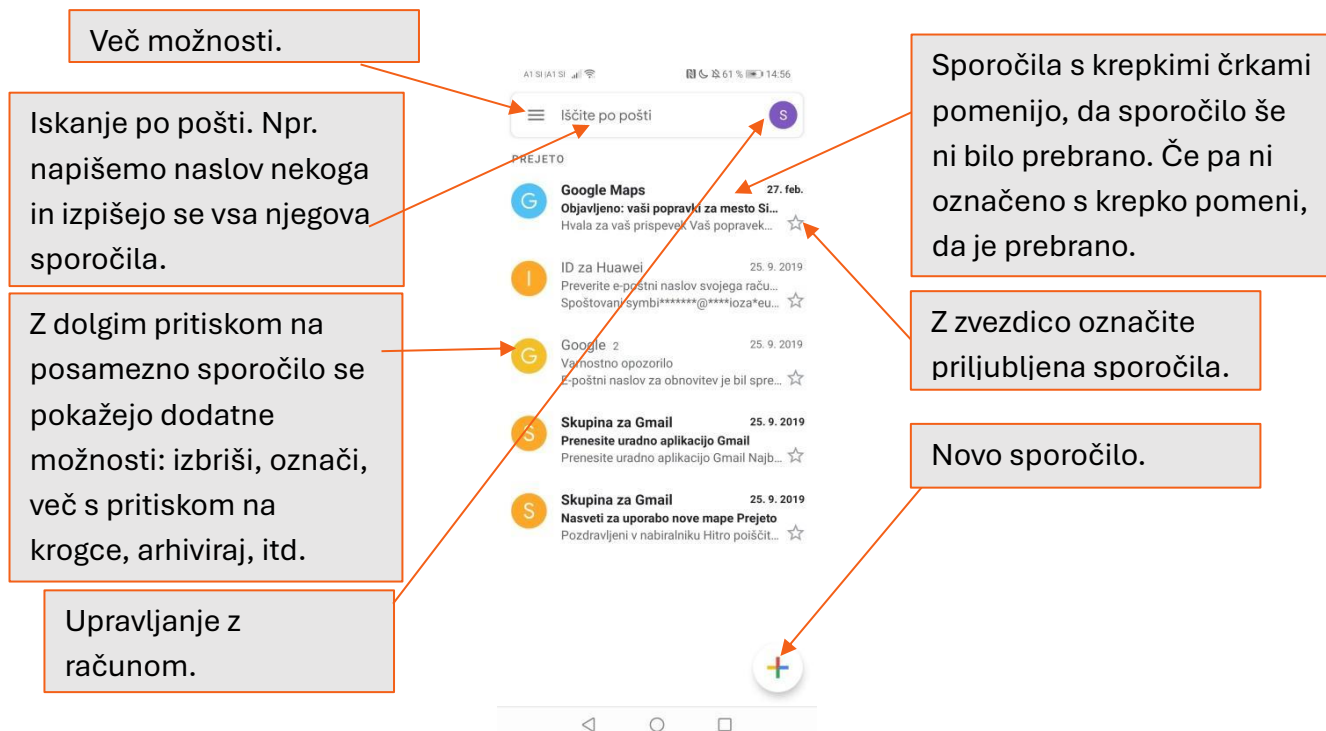 Več možnosti.
Iskanje po pošti. Npr.
napišemo naslov nekoga
in izpišejo se vsa njegova
sporočila.
Z dolgim pritiskom na
posamezno sporočilo se
pokažejo dodatne
možnosti: izbriši, označi,
več s pritiskom na
krogce, arhiviraj, itd.
Upravljanje z
računom.
A1 SI |A1 SI 61 % 14:56
Iščite po pošti S
PREJETO
G Google Maps 27. feb.
Objavljeno: vaši popravki za mesto Si...
Hvala za vaš prispevek Vaš popravek...
I ID za Huawei 25. 9. 2019
Preverite e-poštni naslov svojega raču...
Spoštovani symbi*******@****ioza*eu...
G Google 2 25. 9. 2019
Varnostno opozorilo
E-poštni naslov za obnovitev je bil spre...
S Skupina za Gmail 25. 9. 2019
Prenesite uradno aplikacijo Gmail
Prenesite uradno aplikacijo Gmail Najb...
S Skupina za Gmail 25. 9. 2019
Nasveti za uporabo nove mape Prejeto
Pozdravljeni v nabiralniku Hitro poiščit...
Sporočila s krepkimi črkami
pomenijo, da sporočilo še
ni bilo prebrano. Če pa ni
označeno s krepko pomeni,
da je prebrano.
Z zvezdico označite
priljubljena sporočila.
Novo sporočilo.